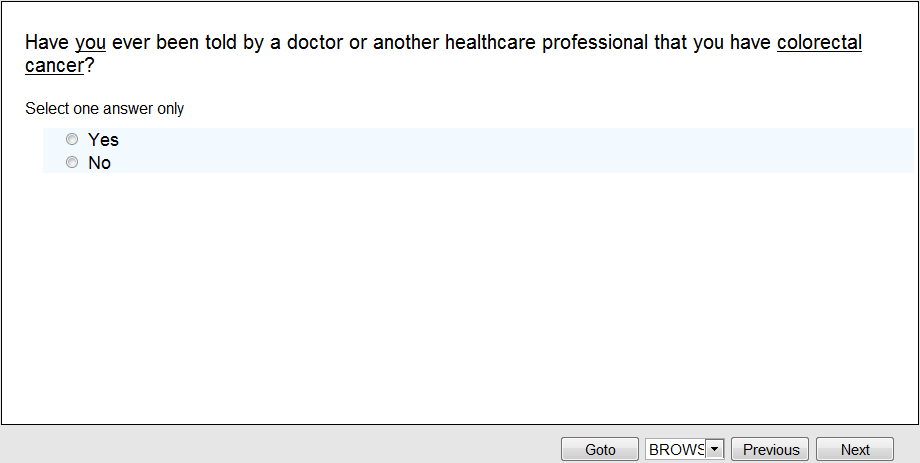 Have you ever been told by a doctor or another healthcare professional that you have colorectal
cancer?
Select one answer only
Yes
No
Goto
BROWS
Previous
Next